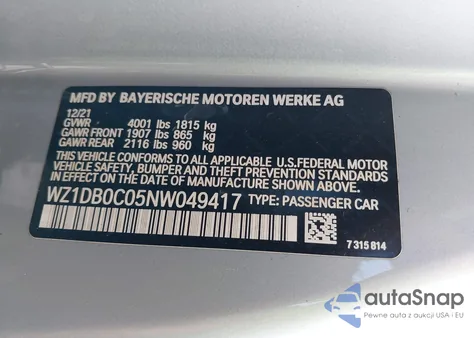 MFD BY BAYERISCHE MOTOREN WERKE AG
12/21
GVWR 4001 lbs 1815 kg
GAWR FRONT 1907 lbs 865 kg
GAWR REAR 2116 lbs 960 kg
THIS VEHICLE CONFORMS TO ALL APPLICABLE U.S.FEDERAL MOTOR
VEHICLE SAFETY, BUMPER, AND THEFT PREVENTION STANDARDS IN
EFFECT ON THE DATE OF MANUFACTURE SHOWN ABOVE.
WZ1DB0C05NW049417 TYPE: PASSENGER CAR
7 315 814
autoSnap
Pewne auta z aukcji USA i EU